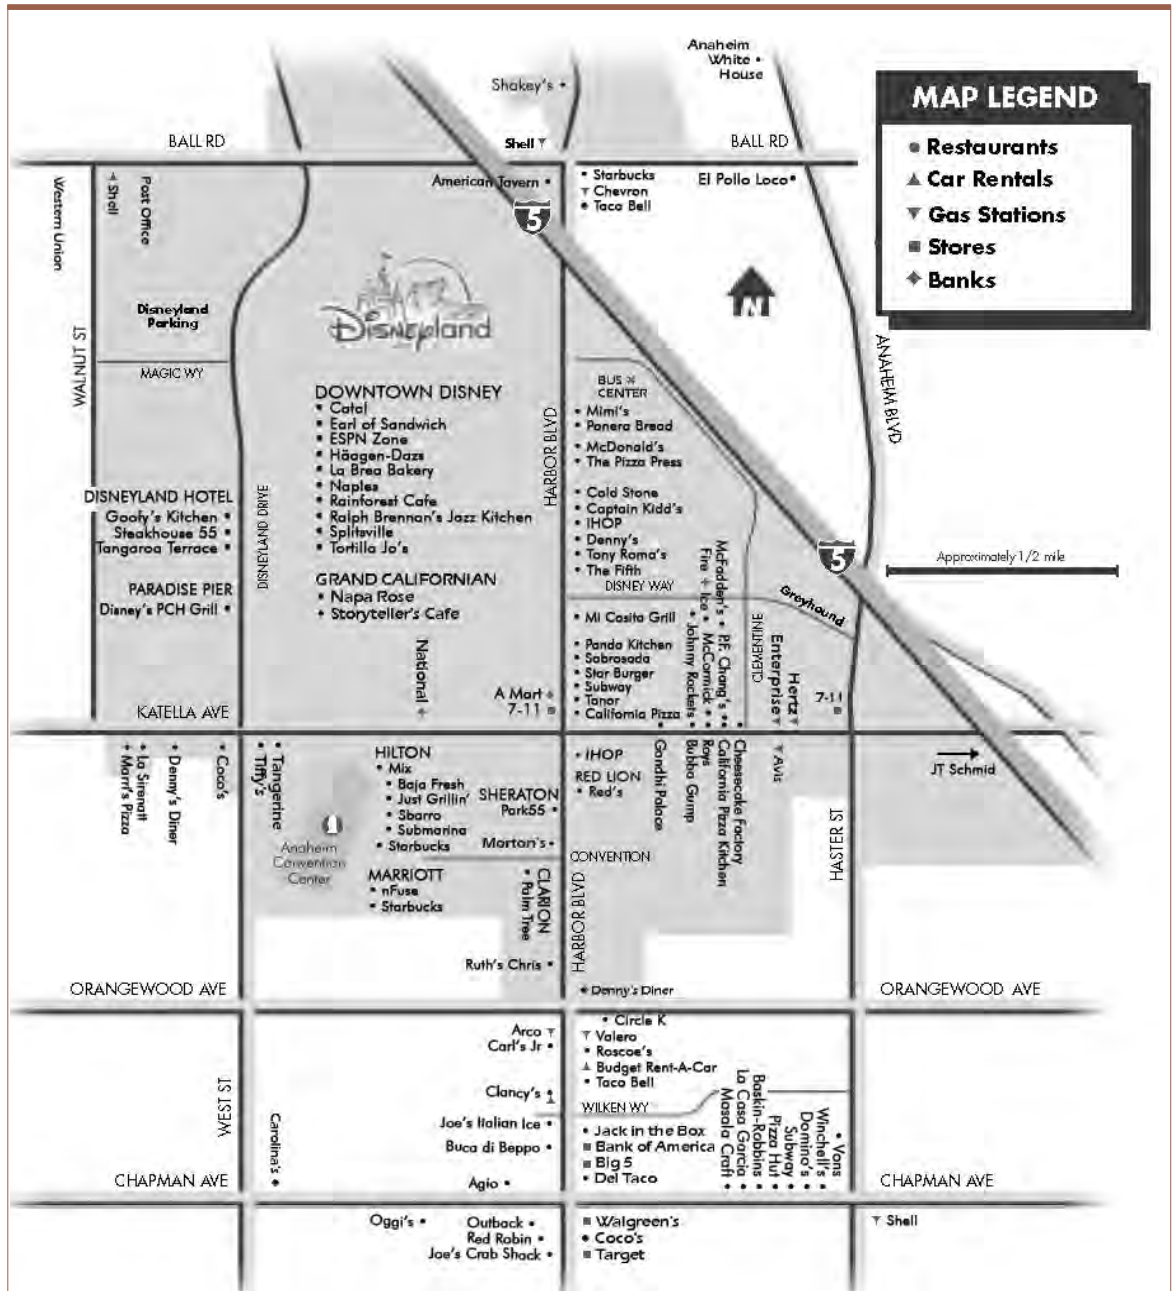 Anaheim
White
House
Shakey's
MAP LEGEND
Restaurants
Car Rentals
Gas Stations
Stores
Banks
BALL RD
Shell
BALL RD
Western Union
Shell
Post Office
American Tavern
Starbucks
Chevron
Taco Bell
El Pollo Loco
5
N
Disneyland
Disneyland
Parking
WALNUT ST
MAGIC WY
ANAHEIM BLVD
BUS
CENTER
DOWNTOWN DISNEY
Catal
Earl of Sandwich
ESPN Zone
Häagen-Dazs
La Brea Bakery
Naples
Rainforest Cafe
Ralph Brennan's Jazz Kitchen
Splitsville
Tortilla Jo's
HARBOR BLVD
Mimi's
Panera Bread
McDonald's
The Pizza Press
Cold Stone
Captain Kidd's
IHOP
Denny's
Tony Roma's
The Fifth
DISNEYLAND HOTEL
Goofy's Kitchen
Steakhouse 55
Tangaroa Terrace
DISNEYLAND DRIVE
PARADISE PIER
Disney's PCH Grill
GRAND CALIFORNIAN
Napa Rose
Storyteller's Cafe
5
Approximately 1/2 mile
DISNEY WAY
Greyhound
Mi Casita Grill
Panda Kitchen
Sabrosada
Star Burger
Subway
Tanor
California Pizza
McFadden's
Fire + Ice
P.F. Chang's
McCormick
Johnny Rockets
CLEMENTINE
Enterprise
Hertz
7-11
National
A Mart
7-11
KATELLA AVE
Marri's Pizza
La Sirenatt
Denny's Diner
Coco's
Tiffy's
Tangerine
HILTON
Mix
Baja Fresh
Just Grillin'
Sbarro
Submarina
Starbucks
SHERATON
Park55
Morton's
IHOP
RED LION
Red's
Gandhi Palace
Bubba Gump
Roys
California Pizza Kitchen
Cheesecake Factory
Avis
JT Schmid
Anaheim
Convention
Center
CONVENTION
HASTER ST
MARRIOTT
nFuse
Starbucks
CLARION
Palm Tree
HARBOR BLVD
Ruth's Chris
Denny's Diner
ORANGEWOOD AVE
ORANGEWOOD AVE
Circle K
Arco
Carl's Jr
Valero
Roscoe's
Budget Rent-A-Car
Taco Bell
Clancy's
WEST ST
WILKEN WY
Carolina's
Joe's Italian Ice
Buca di Beppo
Agio
Jack in the Box
Bank of America
Big 5
Del Taco
Masala Craft
La Casa Garcia
Baskin-Robbins
Pizza Hut
Subway
Domino's
Winchell's
Vons
CHAPMAN AVE
CHAPMAN AVE
Oggi's
Outback
Red Robin
Joe's Crab Shack
Walgreen's
Coco's
Target
Shell